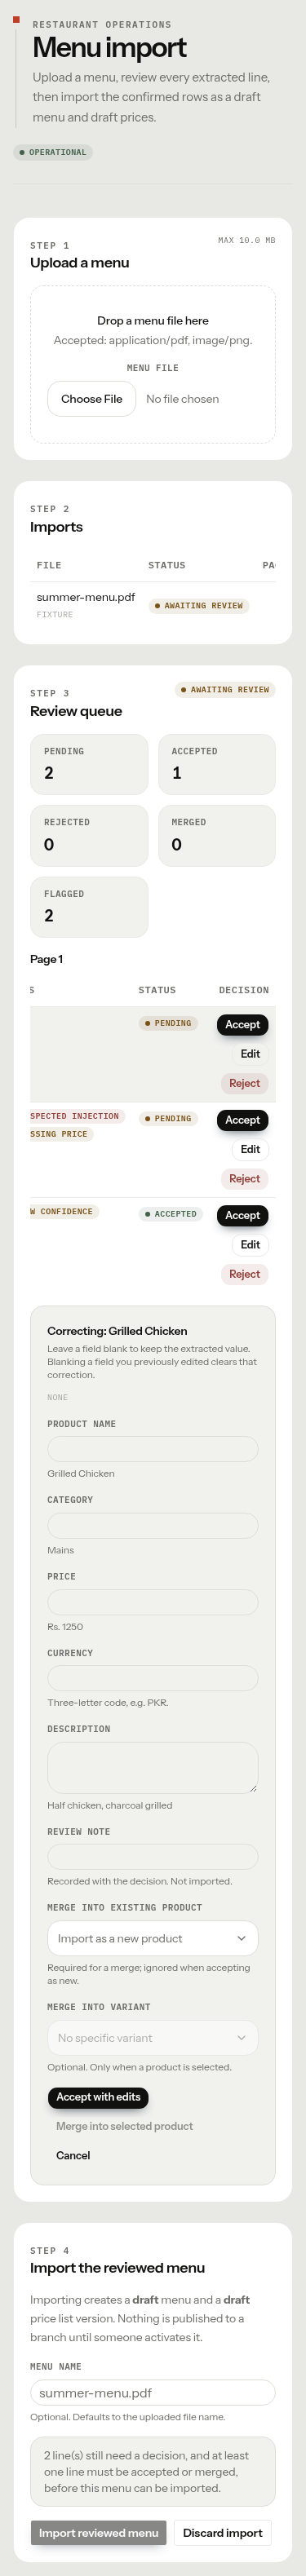 RESTAURANT OPERATIONS
Menu import
Upload a menu, review every extracted line,
then import the confirmed rows as a draft
menu and draft prices.
OPERATIONAL
STEP 1
MAX 10.0 MB
Upload a menu
Drop a menu file here
Accepted: application/pdf, image/png.
MENU FILE
Choose File No file chosen
STEP 2
Imports
FILE STATUS PA
summer-menu.pdf
FIXTURE
AWAITING REVIEW
STEP 3
AWAITING REVIEW
Review queue
PENDING
2
ACCEPTED
1
REJECTED
0
MERGED
0
FLAGGED
2
Page 1
S STATUS DECISION
PENDING Accept
Edit
Reject
SPECTED INJECTION PENDING Accept
SSING PRICE
Edit
Reject
W CONFIDENCE ACCEPTED Accept
Edit
Reject
Correcting: Grilled Chicken
Leave a field blank to keep the extracted value.
Blanking a field you previously edited clears that
correction.
NONE
PRODUCT NAME
Grilled Chicken
CATEGORY
Mains
PRICE
Rs. 1250
CURRENCY
Three-letter code, e.g. PKR.
DESCRIPTION
Half chicken, charcoal grilled
REVIEW NOTE
Recorded with the decision. Not imported.
MERGE INTO EXISTING PRODUCT
Import as a new product
Required for a merge; ignored when accepting
as new.
MERGE INTO VARIANT
No specific variant
Optional. Only when a product is selected.
Accept with edits
Merge into selected product
Cancel
STEP 4
Import the reviewed menu
Importing creates a draft menu and a draft
price list version. Nothing is published to a
branch until someone activates it.
MENU NAME
summer-menu.pdf
Optional. Defaults to the uploaded file name.
2 line(s) still need a decision, and at least
one line must be accepted or merged,
before this menu can be imported.
Import reviewed menu Discard import